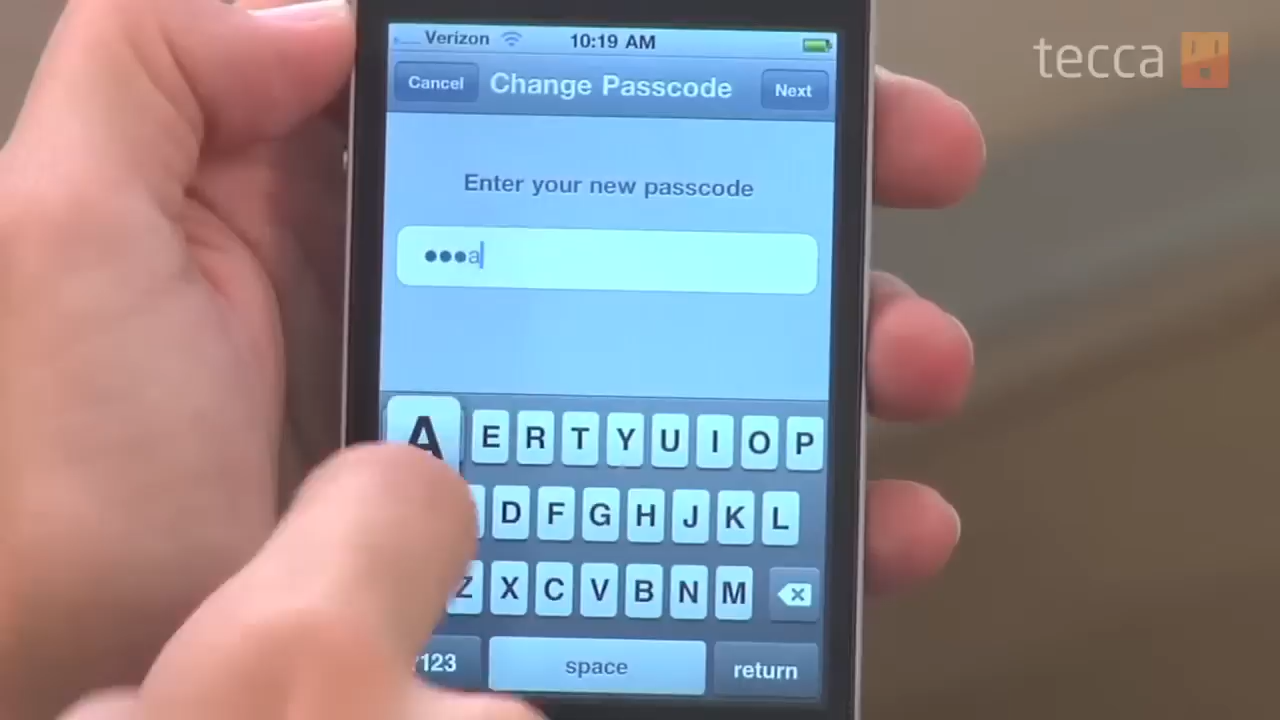 Verizon 10:19 AM
tecca
Cancel Change Passcode Next
Enter your new passcode
•••a
A E R T Y U I O P
D F G H J K L
Z X C V B N M
123 space return